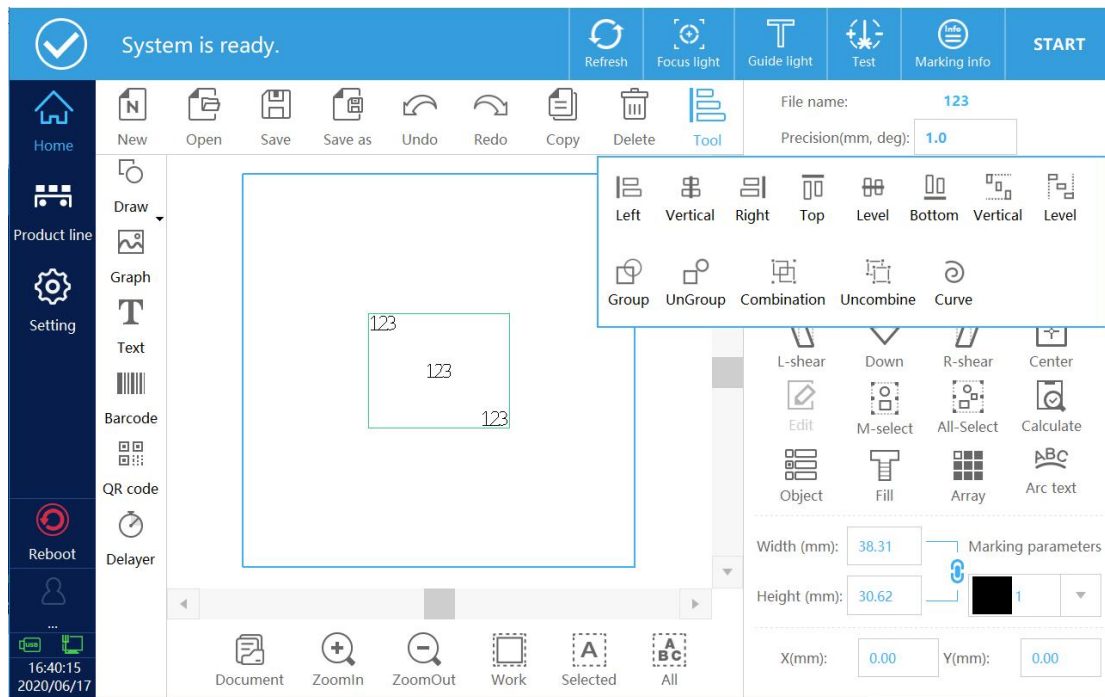 System is ready.
Refresh
Focus light
Guide light
Test
Info
Marking info
START
Home
Product line
Setting
Reboot
...
USB
16:40:15
2020/06/17
N
New
Open
Save
Save as
Undo
Redo
Copy
Delete
Tool
File name: 123
Precision(mm, deg): 1.0
Draw
Graph
T
Text
Barcode
QR code
Delayer
123
123
123
Left
Vertical
Right
Top
Level
Bottom
Vertical
Level
Group
UnGroup
Combination
Uncombine
Curve
L-shear
Down
R-shear
Center
Edit
M-select
All-Select
Calculate
Object
Fill
Array
ABC
Arc text
Width (mm): 38.31
Marking parameters
Height (mm): 30.62
1
X(mm): 0.00 Y(mm): 0.00
Document
ZoomIn
ZoomOut
Work
A
Selected
A
B C
All